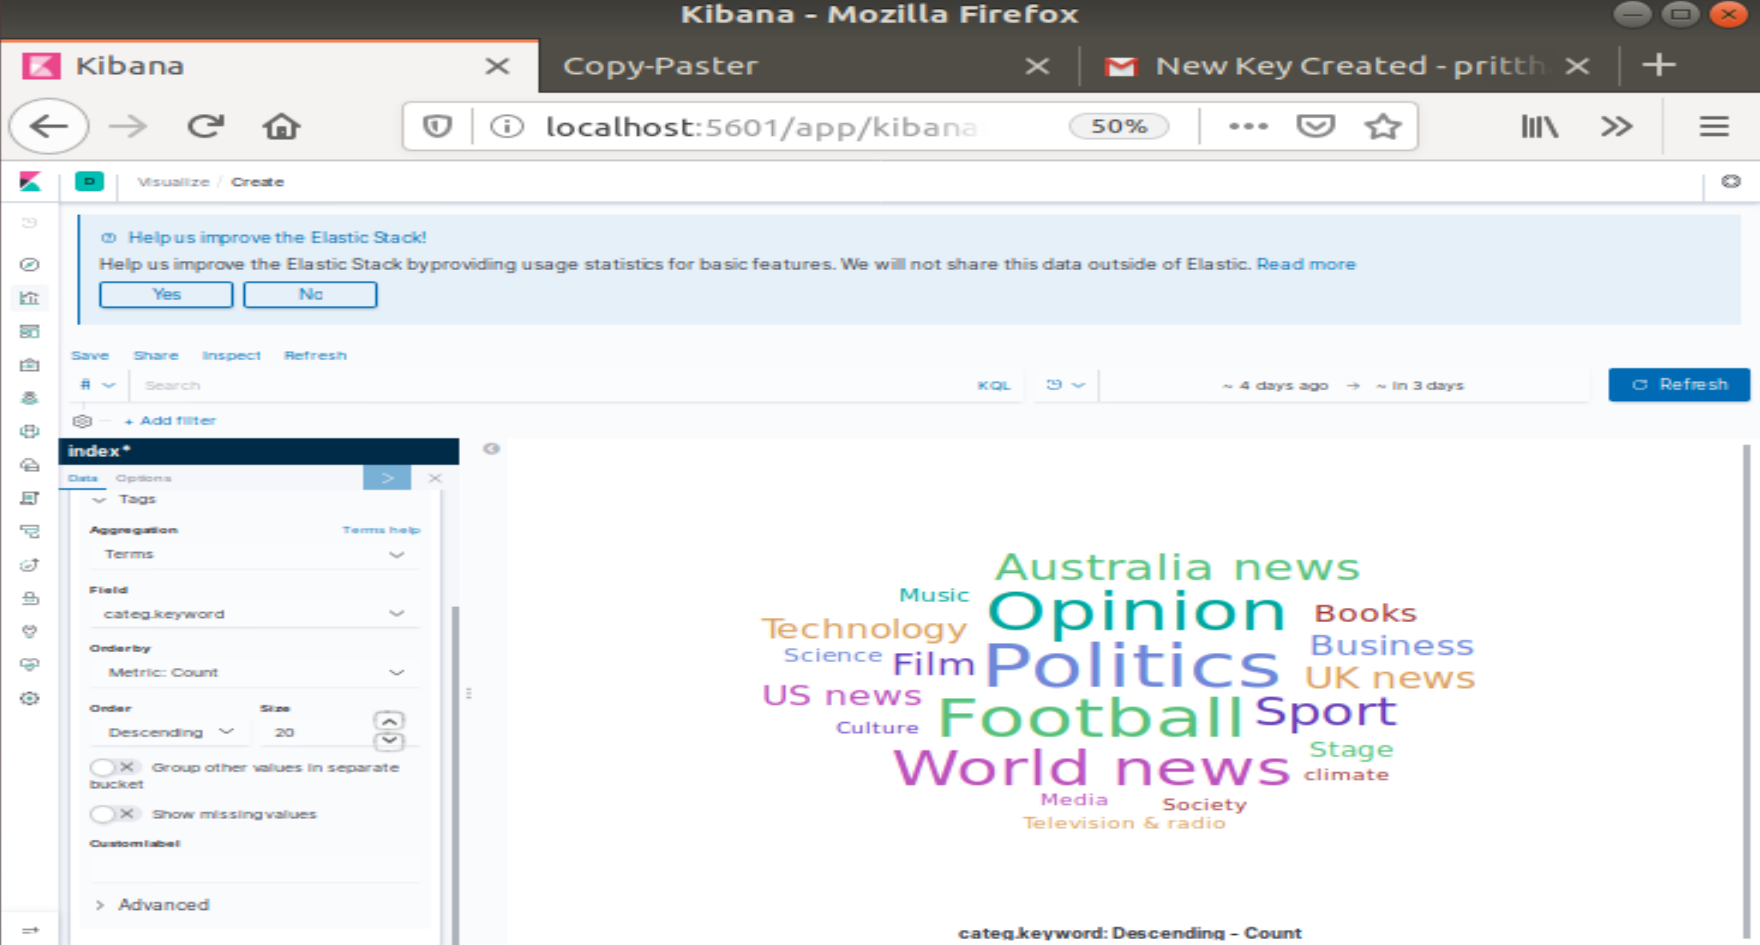 Kibana - Mozilla Firefox
Kibana
Copy-Paster
New Key Created - pritth
localhost:5601/app/kibana
50%
D
Visualize / Create
Help us improve the Elastic Stack!
Help us improve the Elastic Stack by providing usage statistics for basic features. We will not share this data outside of Elastic. Read more
Yes
No
Save Share Inspect Refresh
#
Search
KQL
~ 4 days ago → ~ in 3 days
Refresh
+ Add filter
index*
Data Options
Tags
Aggregation
Terms help
Terms
Field
categ.keyword
Order by
Metric: Count
Order
Size
Descending
20
Group other values in separate
bucket
Show missing values
Custom label
Advanced
Australia news
Music
Opinion
Books
Technology
Business
Science
Film
Politics
UK news
US news
Football
Sport
Culture
Stage
World news
climate
Media
Society
Television & radio
categ.keyword: Descending - Count